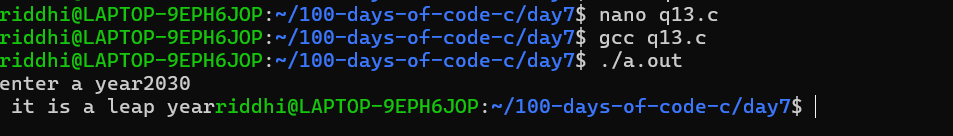 riddhi@LAPTOP-9EPH6JOP:~/100-days-of-code-c/day7$ nano q13.c
riddhi@LAPTOP-9EPH6JOP:~/100-days-of-code-c/day7$ gcc q13.c
riddhi@LAPTOP-9EPH6JOP:~/100-days-of-code-c/day7$ ./a.out
enter a year2030
 it is a leap yearriddhi@LAPTOP-9EPH6JOP:~/100-days-of-code-c/day7$